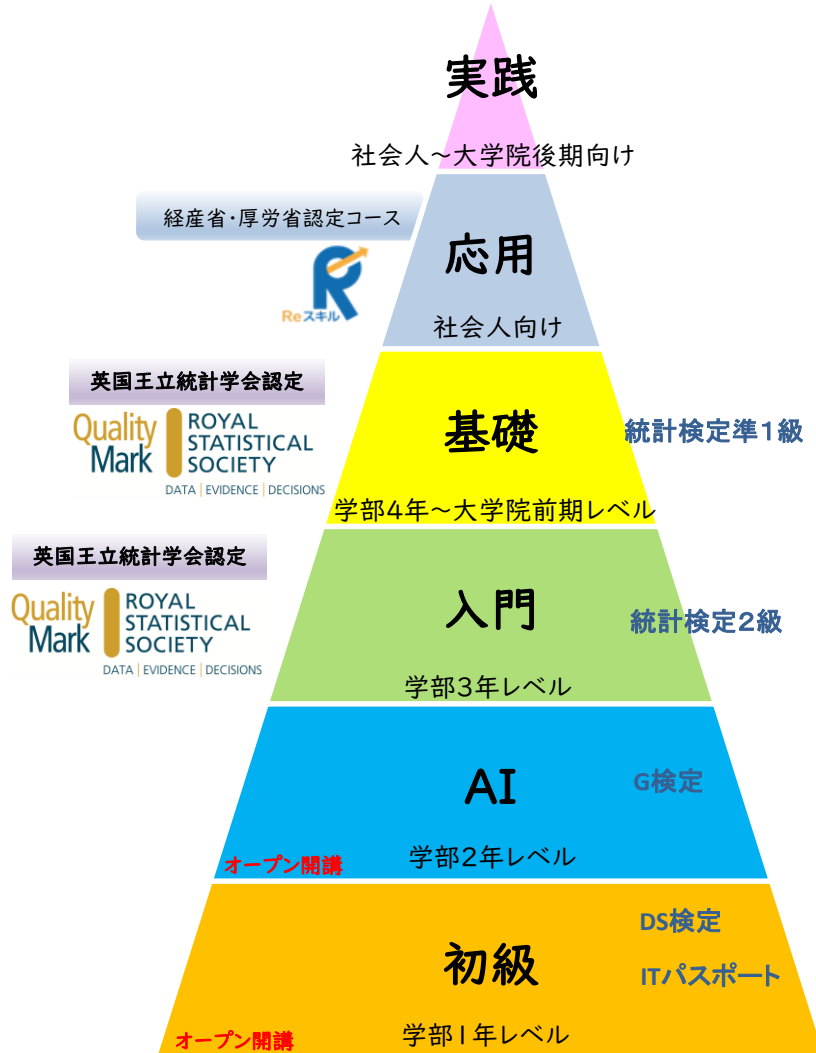 実践
社会人~大学院後期向け
経産省・厚労省認定コース
Reスキル
応用
社会人向け
英国王立統計学会認定
Quality Mark
ROYAL
STATISTICAL
SOCIETY
DATA | EVIDENCE | DECISIONS
基礎
統計検定準1級
学部4年~大学院前期レベル
英国王立統計学会認定
Quality Mark
ROYAL
STATISTICAL
SOCIETY
DATA | EVIDENCE | DECISIONS
入門
統計検定2級
学部3年レベル
AI
G検定
オープン開講
学部2年レベル
DS検定
初級
ITパスポート
オープン開講
学部1年レベル